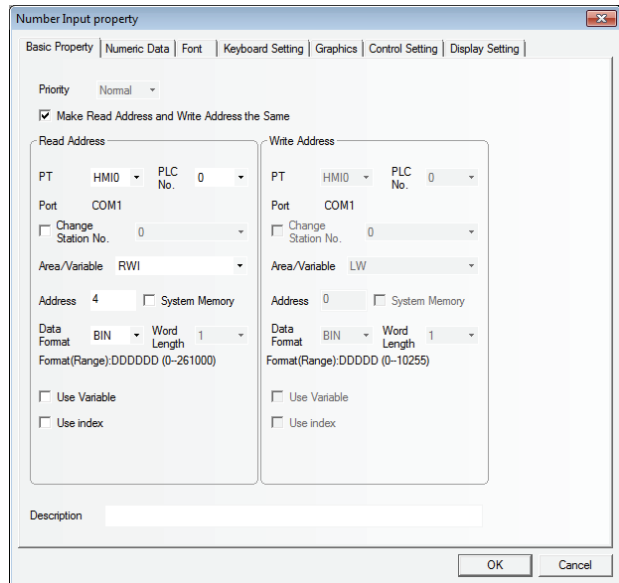 Number Input property
Basic Property Numeric Data Font Keyboard Setting Graphics Control Setting Display Setting
Priority Normal
Make Read Address and Write Address the Same
Read Address
PT HMI0 PLC No. 0
Port COM1
Change Station No. 0
Area/Variable RWI
Address 4 System Memory
Data Format BIN Word Length 1
Format(Range):DDDDDD (0--261000)
Use Variable
Use index
Write Address
PT HMI0 PLC No. 0
Port COM1
Change Station No. 0
Area/Variable LW
Address 0 System Memory
Data Format BIN Word Length 1
Format(Range):DDDDD (0--10255)
Use Variable
Use index
Description
OK Cancel